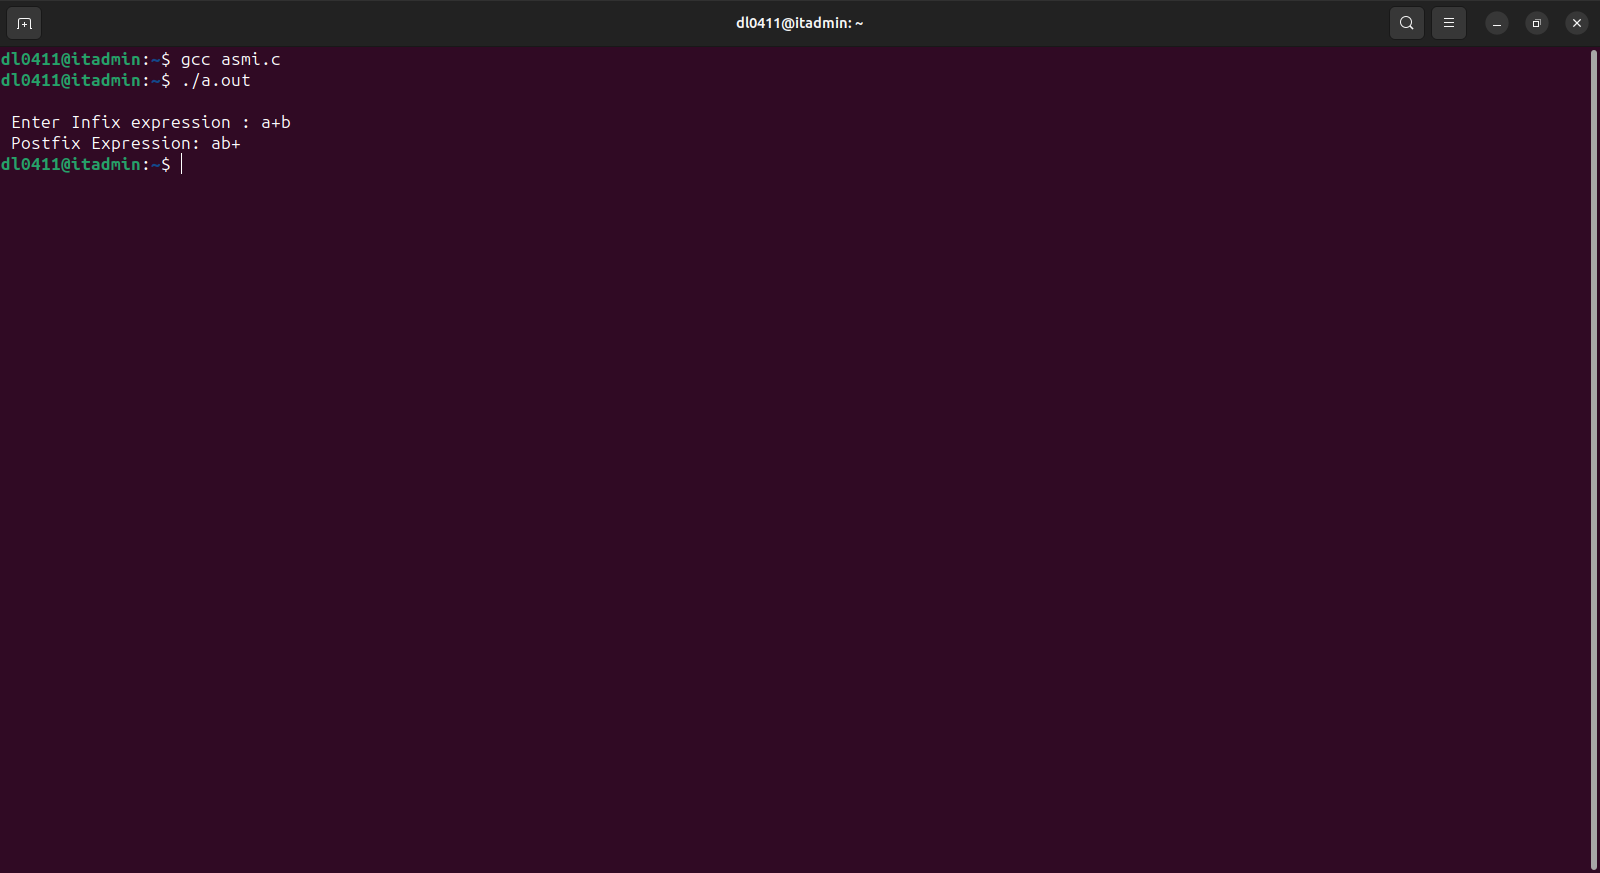 dl0411@itadmin: ~
dl0411@itadmin:~$ gcc asmi.c
dl0411@itadmin:~$ ./a.out
Enter Infix expression : a+b
Postfix Expression: ab+
dl0411@itadmin:~$